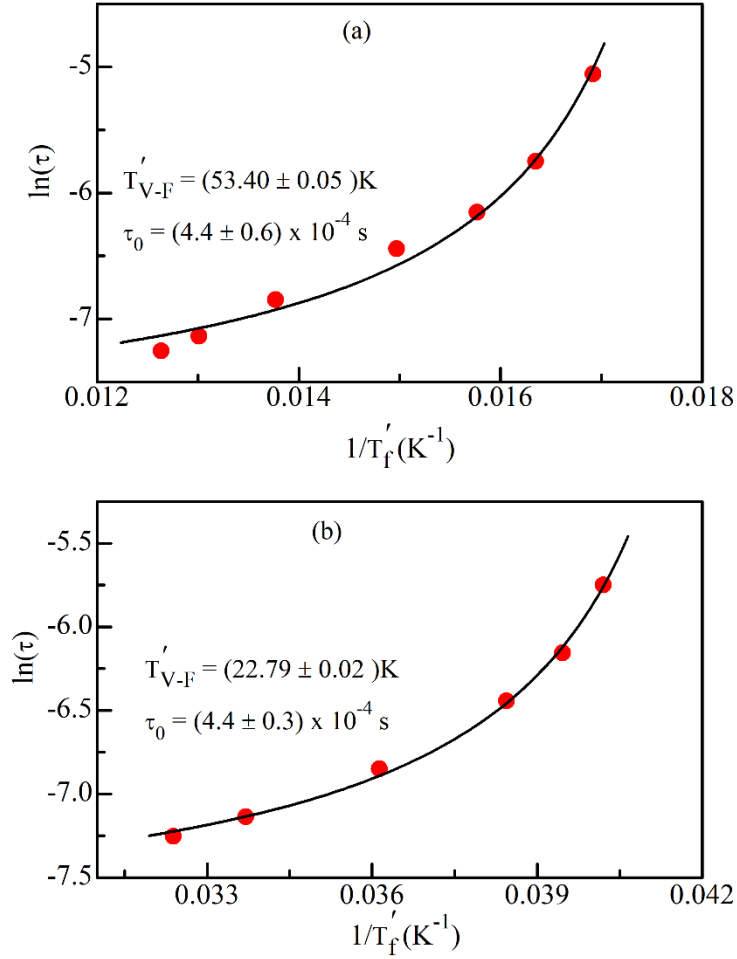 (a)
-5
-6
-7
ln(τ)
T′V-F = (53.40 ± 0.05 )K
τ0 = (4.4 ± 0.6) x 10-4 s
0.012 0.014 0.016 0.018
1/Tf′(K-1)
(b)
-5.5
-6.0
-6.5
-7.0
-7.5
ln(τ)
T′V-F = (22.79 ± 0.02 )K
τ0 = (4.4 ± 0.3) x 10-4 s
0.033 0.036 0.039 0.042
1/Tf′(K-1)